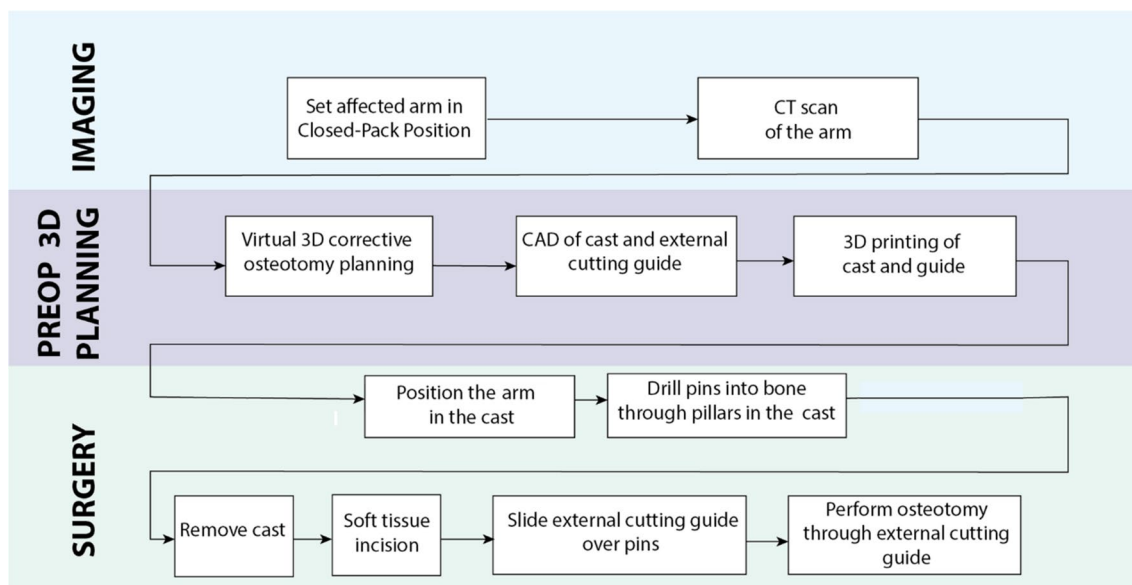 IMAGING
Set affected arm in
Closed-Pack Position
CT scan
of the arm
PREOP 3D
PLANNING
Virtual 3D corrective
osteotomy planning
CAD of cast and external
cutting guide
3D printing of
cast and guide
SURGERY
Position the arm
in the cast
Drill pins into bone
through pillars in the cast
Remove cast
Soft tissue
incision
Slide external cutting guide
over pins
Perform osteotomy
through external cutting
guide